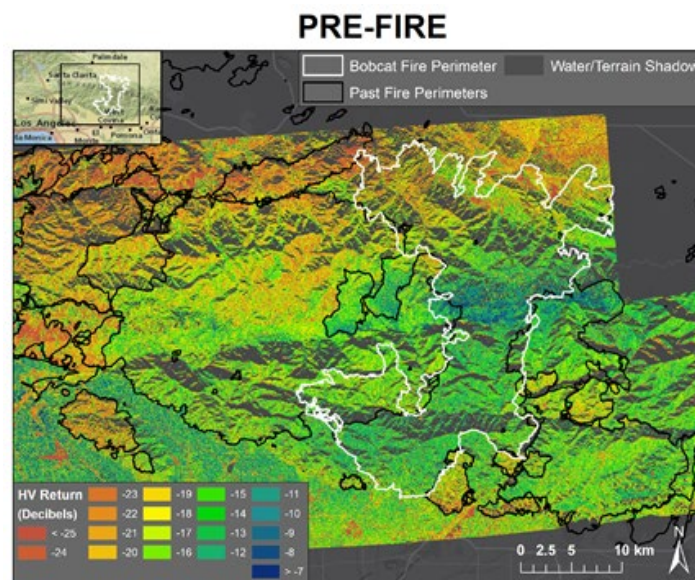 PRE-FIRE
Palmdale
Santa Clarita
Simi Valley
Los Angeles
Covina
El Monte
Pomona
Bobcat Fire Perimeter
Water/Terrain Shadow
Past Fire Perimeters
HV Return
(Decibels)
< -25
-24
-23
-22
-21
-20
-19
-18
-17
-16
-15
-14
-13
-12
-11
-10
-9
-8
> -7
N
0 2.5 5 10 km